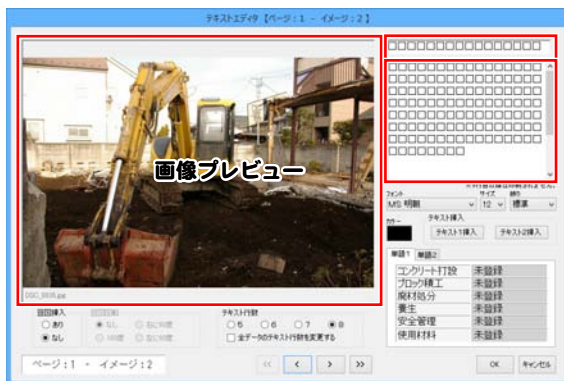 テキストエディタ【ページ:1 - イメージ:2】
画像プレビュー
□□□□□□□□□□□□□□□□
□□□□□□□□□□□□□□□□
□□□□□□□□□□□□□□□□
□□□□□□□□□□□□□□□□
□□□□□□□□□□□□□□□□
□□□□□□□□□□□□□□□□
□□□□□□□□□□□□□□□□
□□□□□□□□□□□□□□□□
□□□□□□□□
フォント サイズ
MS 明朝 12 標準
カラー テキスト挿入
テキスト1挿入 テキスト2挿入
単語1 単語2
コンクリート打設 未登録
ブロック積工 未登録
廃材処分 未登録
養生 未登録
安全管理 未登録
使用材料 未登録
テキスト行数
あり なし 5 6 7 8
なし 全データのテキスト行数を変更する
ページ:1 - イメージ:2 << < > >> OK キャンセル